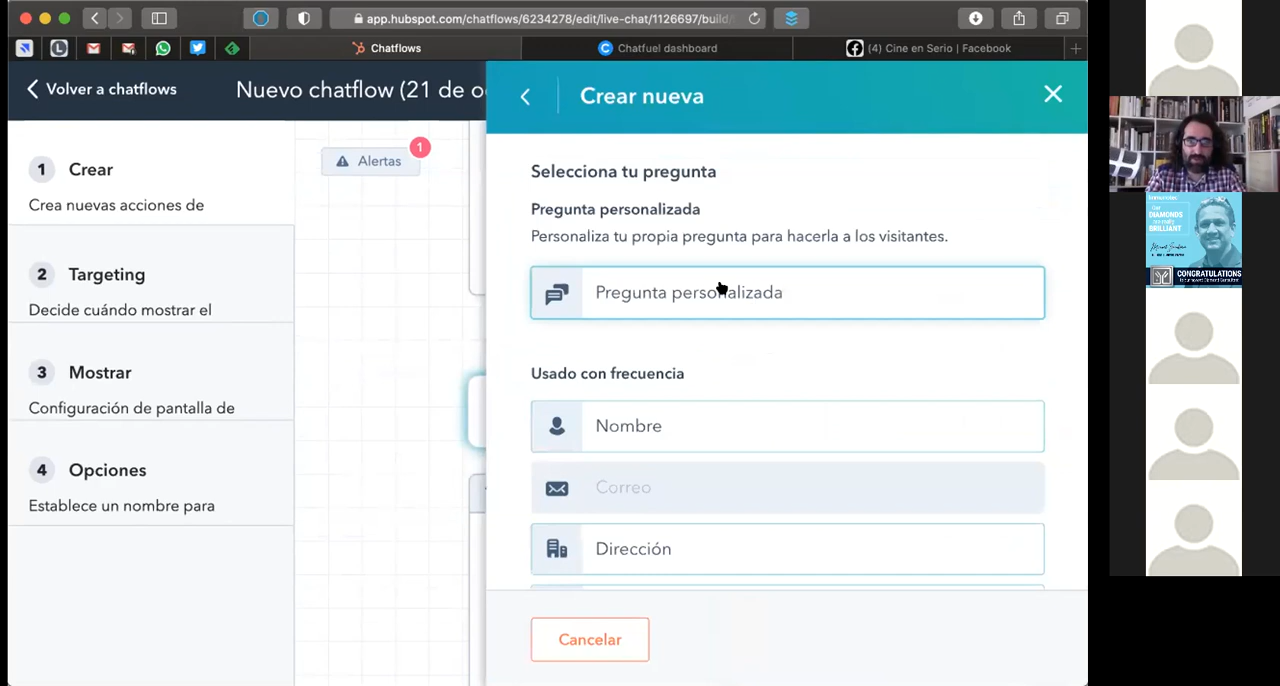 app.hubspot.com/chatflows/6234278/edit/live-chat/1126697/build/
Chatflows
Chatfuel dashboard
(4) Cine en Serio | Facebook
Volver a chatflows
Nuevo chatflow (21 de o
Crear nueva
Alertas
1
1 Crear
Crea nuevas acciones de
2 Targeting
Decide cuándo mostrar el
3 Mostrar
Configuración de pantalla de
4 Opciones
Establece un nombre para
Selecciona tu pregunta
Pregunta personalizada
Personaliza tu propia pregunta para hacerla a los visitantes.
Pregunta personalizada
Usado con frecuencia
Nombre
Correo
Dirección
Cancelar
DIAMONDS
BRILLIANT
CONGRATULATIONS